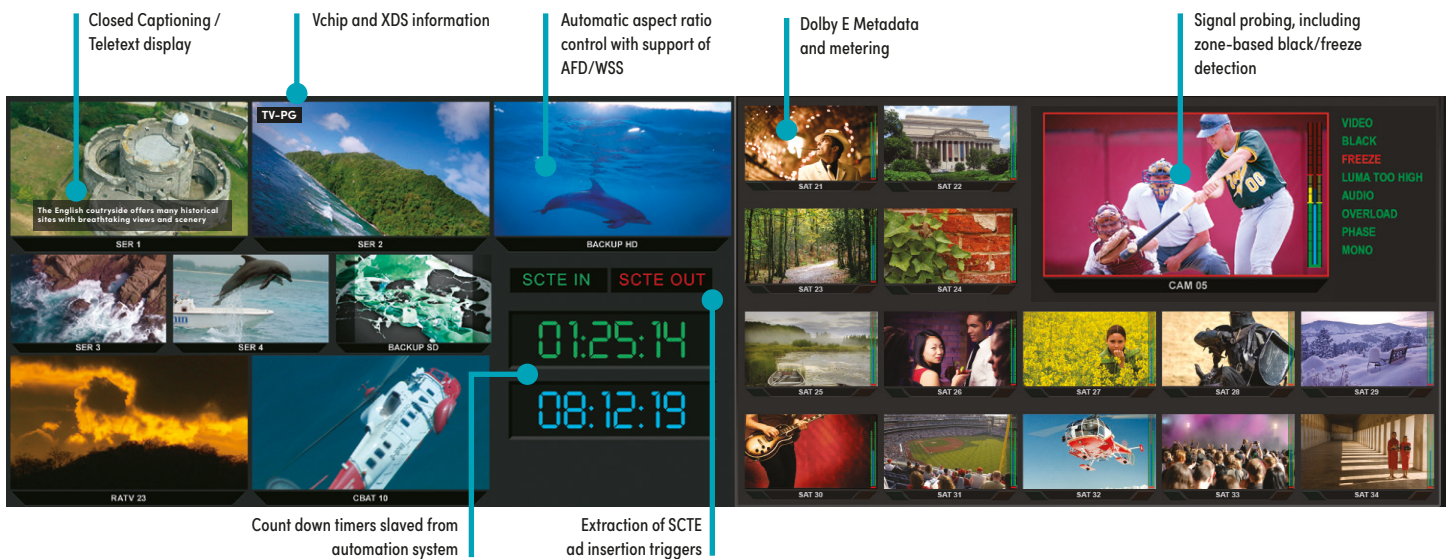 Closed Captioning /
Teletext display
Vchip and XDS information
Automatic aspect ratio
control with support of
AFD/WSS
Dolby E Metadata
and metering
Signal probing, including
zone-based black/freeze
detection
The English coutryside offers many historical
sites with breathtaking views and scenery
SER 1
TV-PG
SER 2
BACKUP HD
SER 3
SER 4
BACKUP SD
SCTE IN
SCTE OUT
01:25:14
08:12:19
RATV 23
CBAT 10
SAT 21
SAT 22
SAT 23
SAT 24
CAM 05
VIDEO
BLACK
FREEZE
LUMA TOO HIGH
AUDIO
OVERLOAD
PHASE
MONO
00
SAT 25
SAT 26
SAT 27
SAT 28
SAT 29
SAT 30
SAT 31
SAT 32
SAT 33
SAT 34
Count down timers slaved from
automation system
Extraction of SCTE
ad insertion triggers